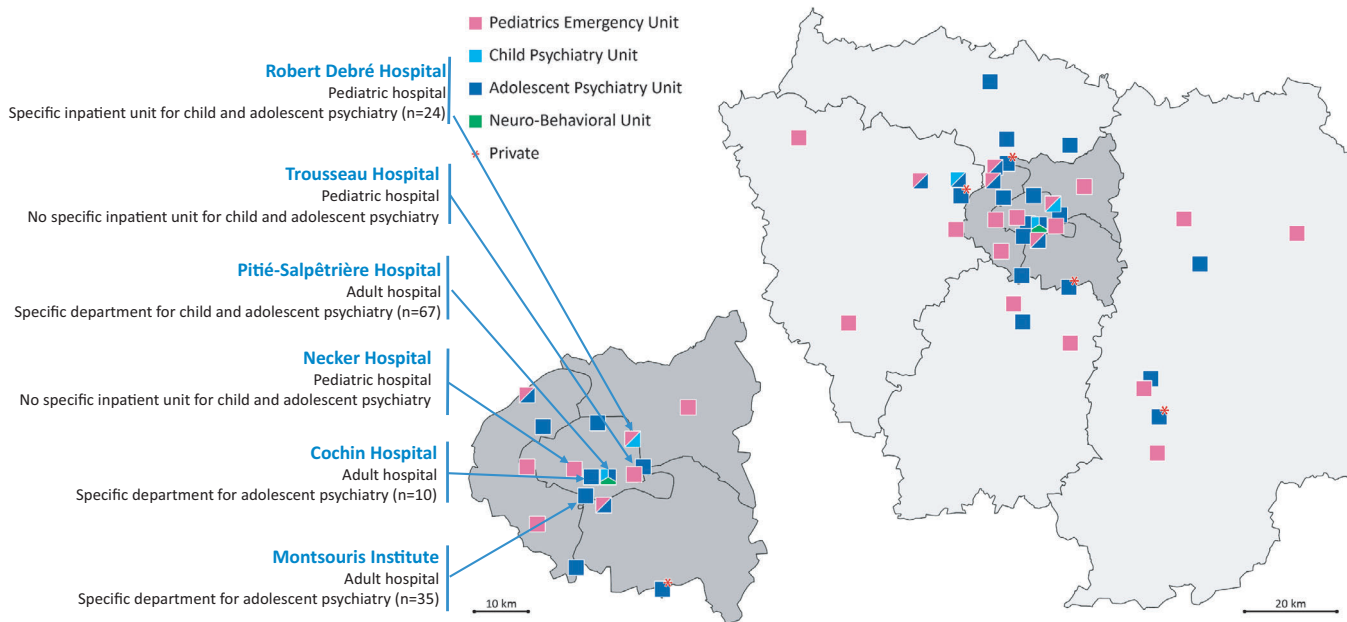 Pediatrics Emergency Unit
Child Psychiatry Unit
Adolescent Psychiatry Unit
Neuro-Behavioral Unit
* Private
Robert Debré Hospital
Pediatric hospital
Specific inpatient unit for child and adolescent psychiatry (n=24)
Trousseau Hospital
Pediatric hospital
No specific inpatient unit for child and adolescent psychiatry
Pitié-Salpêtrière Hospital
Adult hospital
Specific department for child and adolescent psychiatry (n=67)
Necker Hospital
Pediatric hospital
No specific inpatient unit for child and adolescent psychiatry
Cochin Hospital
Adult hospital
Specific department for adolescent psychiatry (n=10)
Montsouris Institute
Adult hospital
Specific department for adolescent psychiatry (n=35)
10 km
20 km